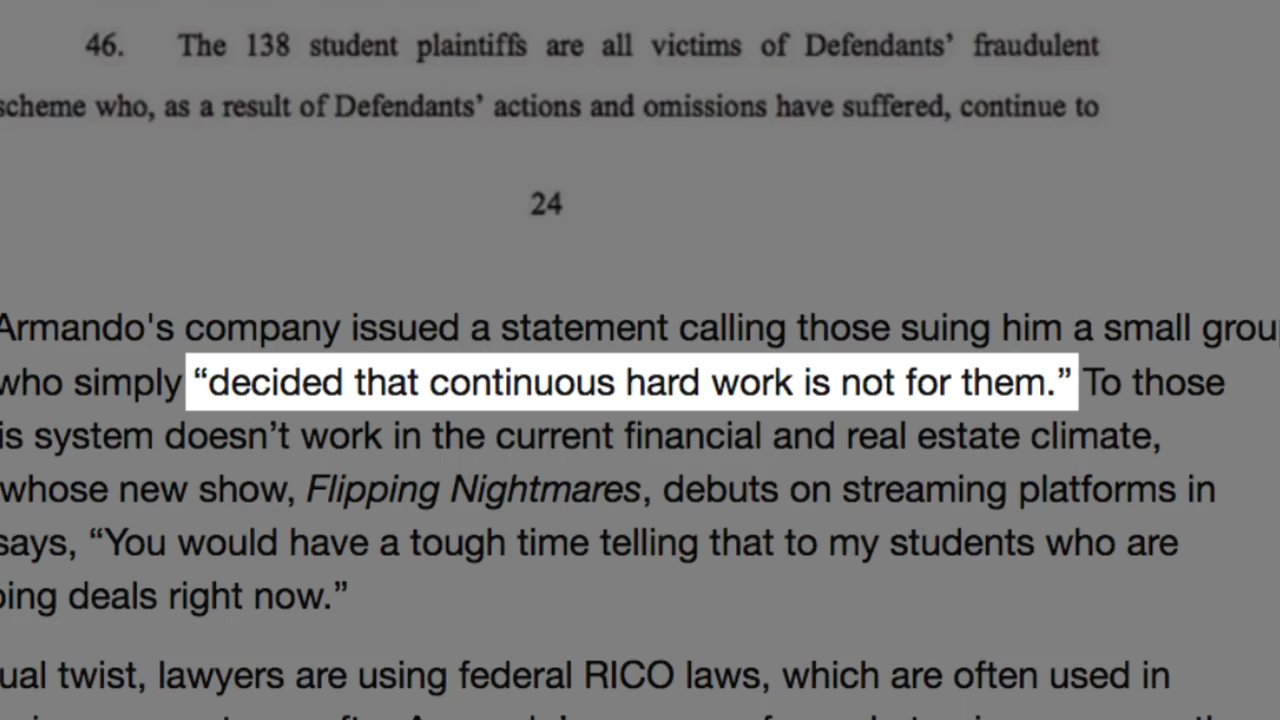 46. The 138 student plaintiffs are all victims of Defendants’ fraudulent
scheme who, as a result of Defendants’ actions and omissions have suffered, continue to
24
Armando's company issued a statement calling those suing him a small
who simply “decided that continuous hard work is not for them.” To those
is system doesn’t work in the current financial and real estate climate,
whose new show, Flipping Nightmares, debuts on streaming platforms in
says, “You would have a tough time telling that to my students who are
deals right now.”
twist, lawyers are using federal RICO laws, which are often used in